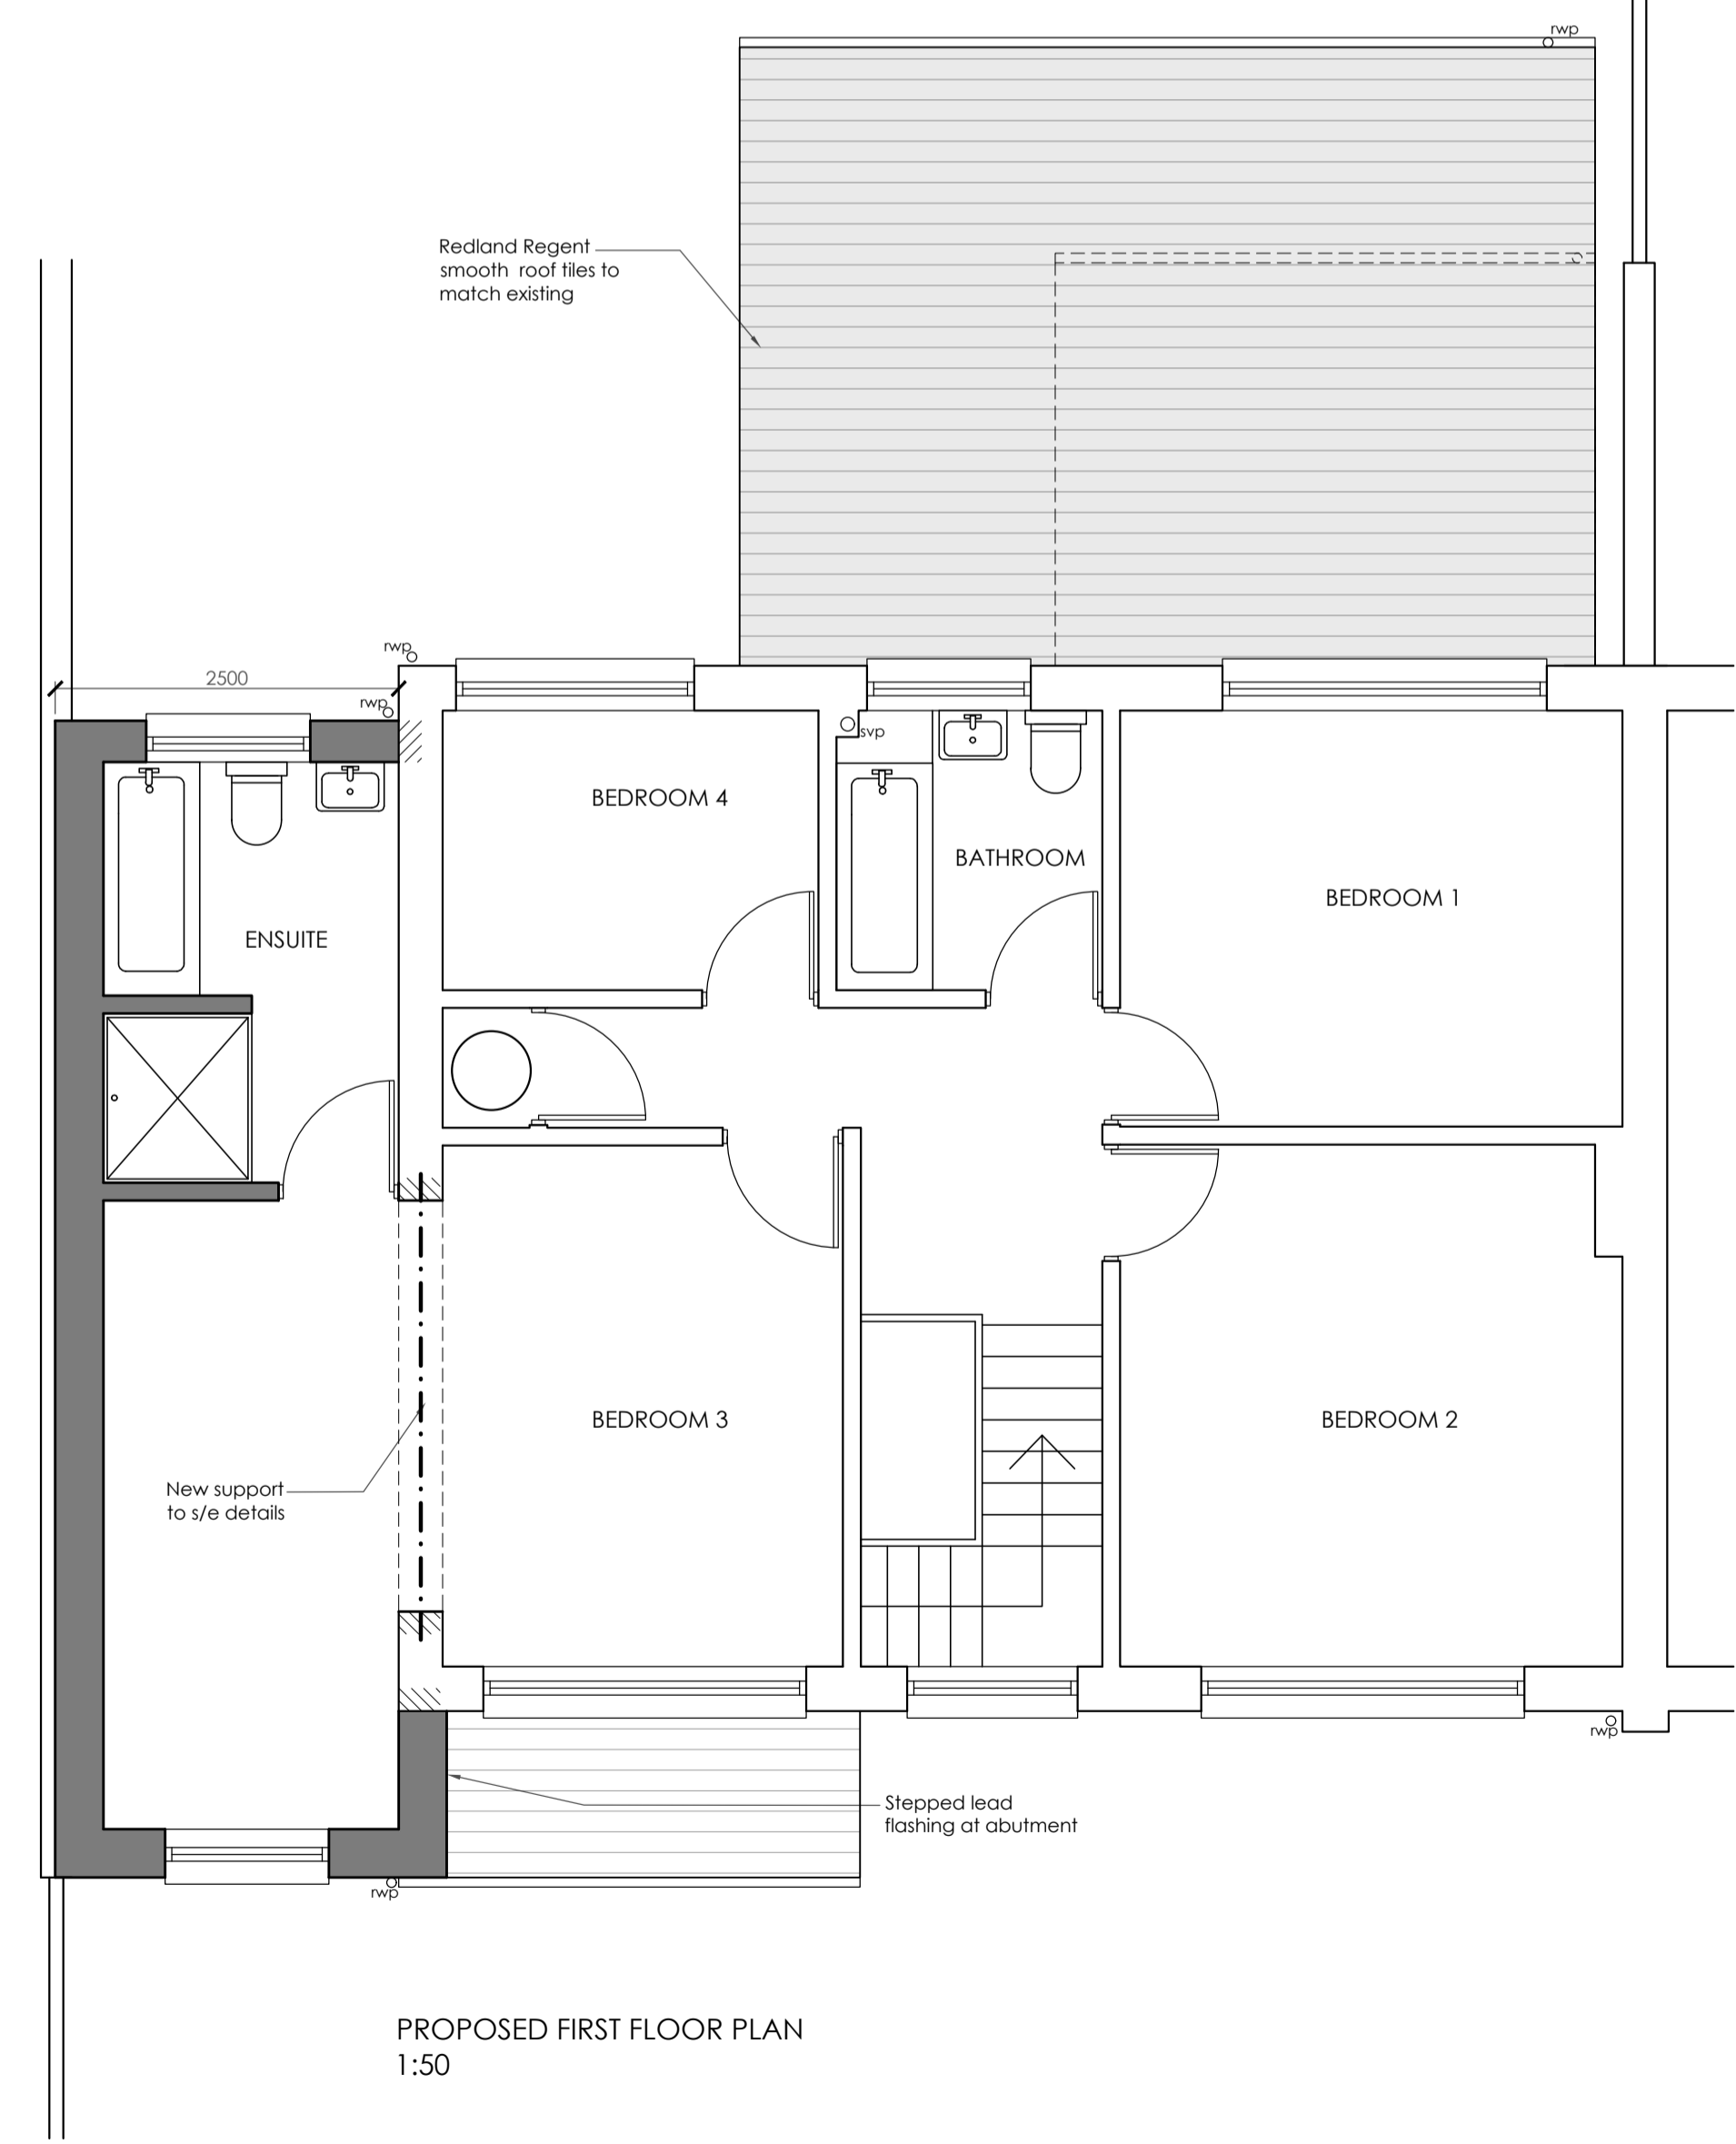 rwp
Redland Regent
smooth roof tiles to
match existing
rwp
2500
rwp
svp
BEDROOM 4
BATHROOM
BEDROOM 1
ENSUITE
BEDROOM 3
BEDROOM 2
New support
to s/e details
rwp
Stepped lead
flashing at abutment
rwp
PROPOSED FIRST FLOOR PLAN
1:50